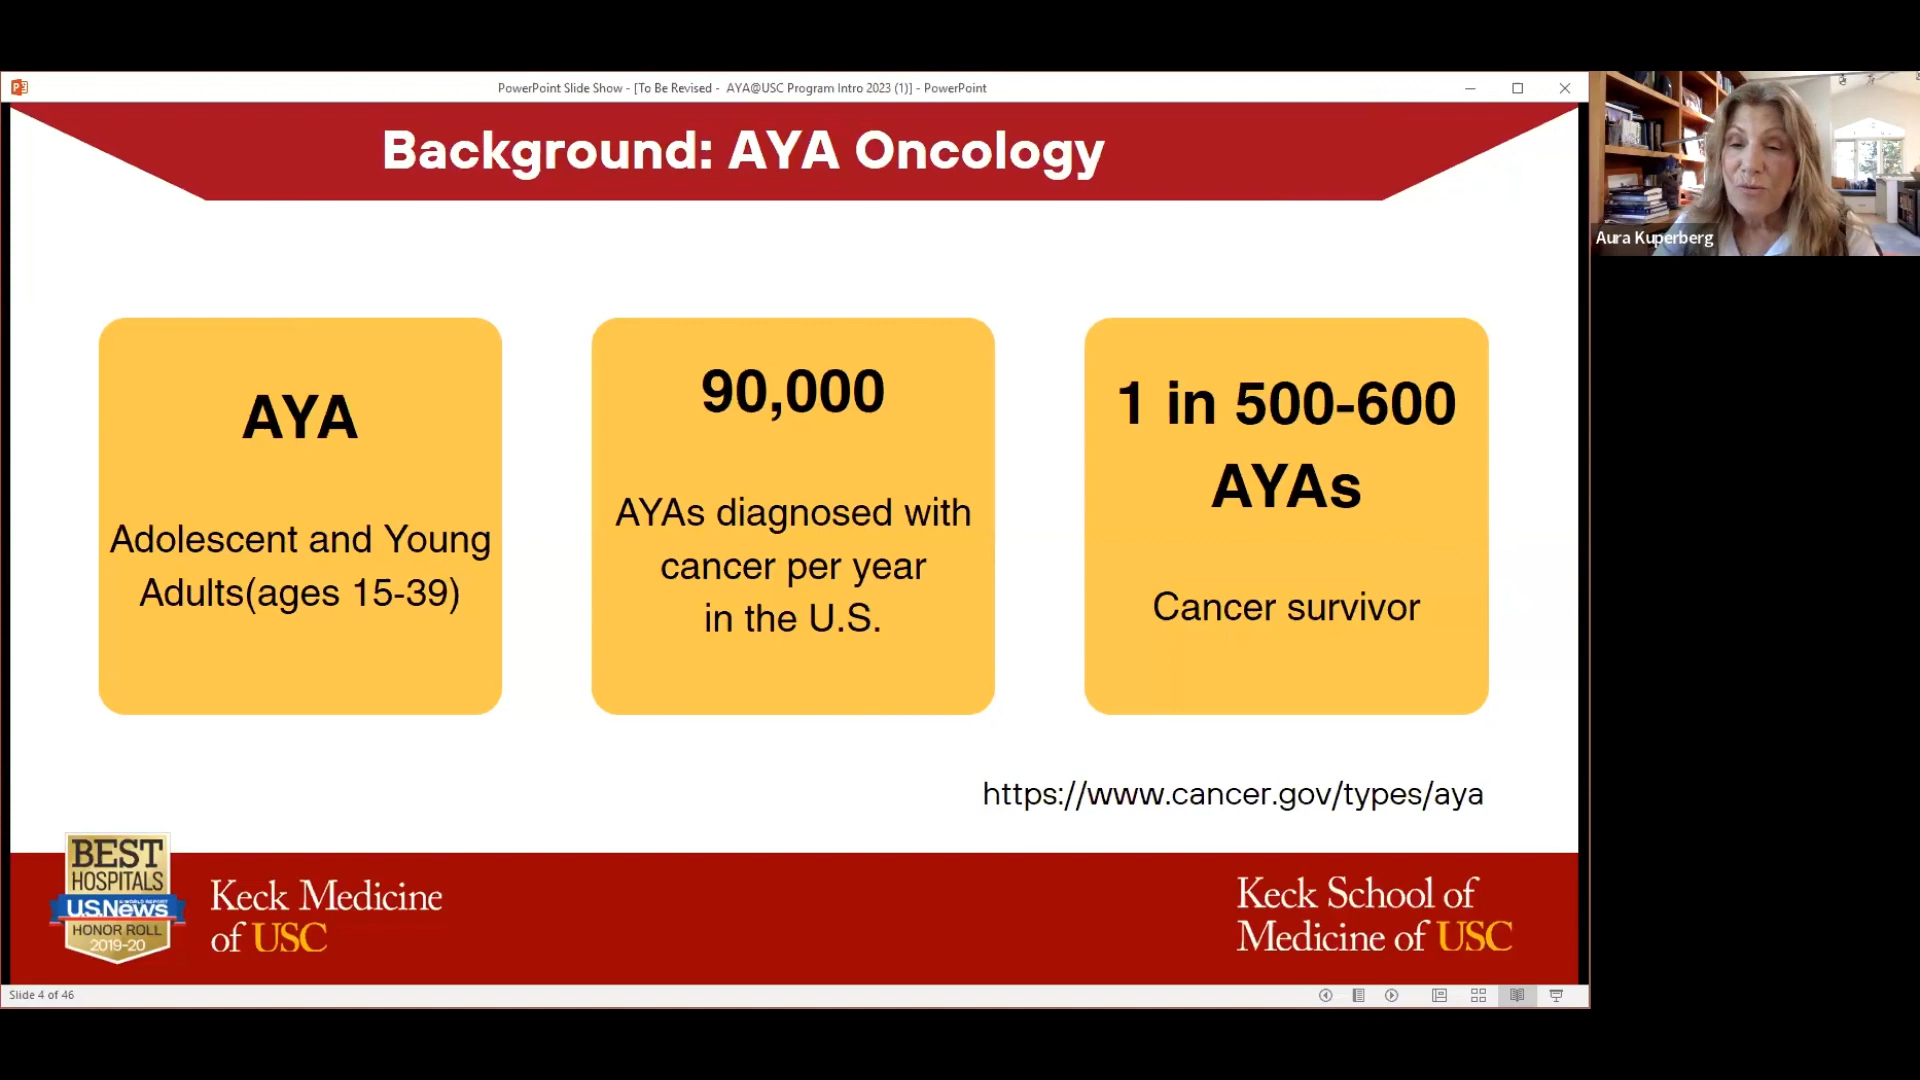 PowerPoint Slide Show - [To Be Revised - AYA@USC Program Intro 2023 (1)] - PowerPoint
Background: AYA Oncology
Aura Kuperberg
AYA
Adolescent and Young
Adults(ages 15-39)
90,000
AYAs diagnosed with
cancer per year
in the U.S.
1 in 500-600
AYAs
Cancer survivor
https://www.cancer.gov/types/aya
BEST
HOSPITALS
U.S.News
& WORLD REPORT
HONOR ROLL
2019-20
Keck Medicine
of USC
Keck School of
Medicine of USC
Slide 4 of 46